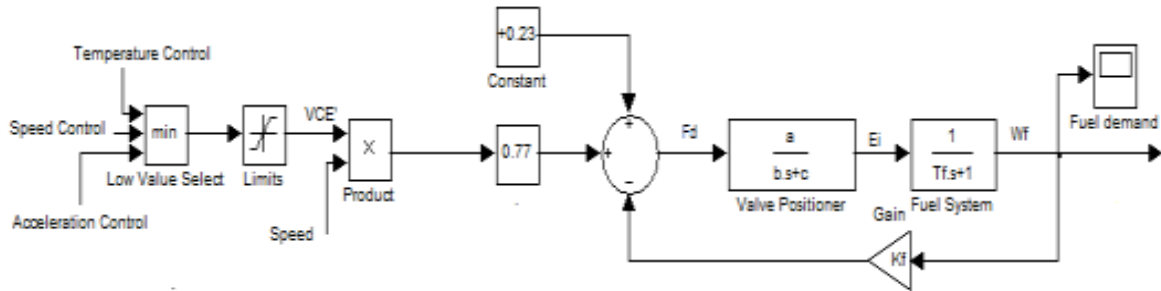 Temperature Control
Speed Control
Acceleration Control
min
Low Value Select
Limits
VCE'
X
Product
Speed
0.77
+0.23
Constant
+
+
−
Fd
a
b.s+c
Valve Positioner
Ei
1
Tf.s+1
Fuel System
Wf
Fuel demand
Gain
Kf